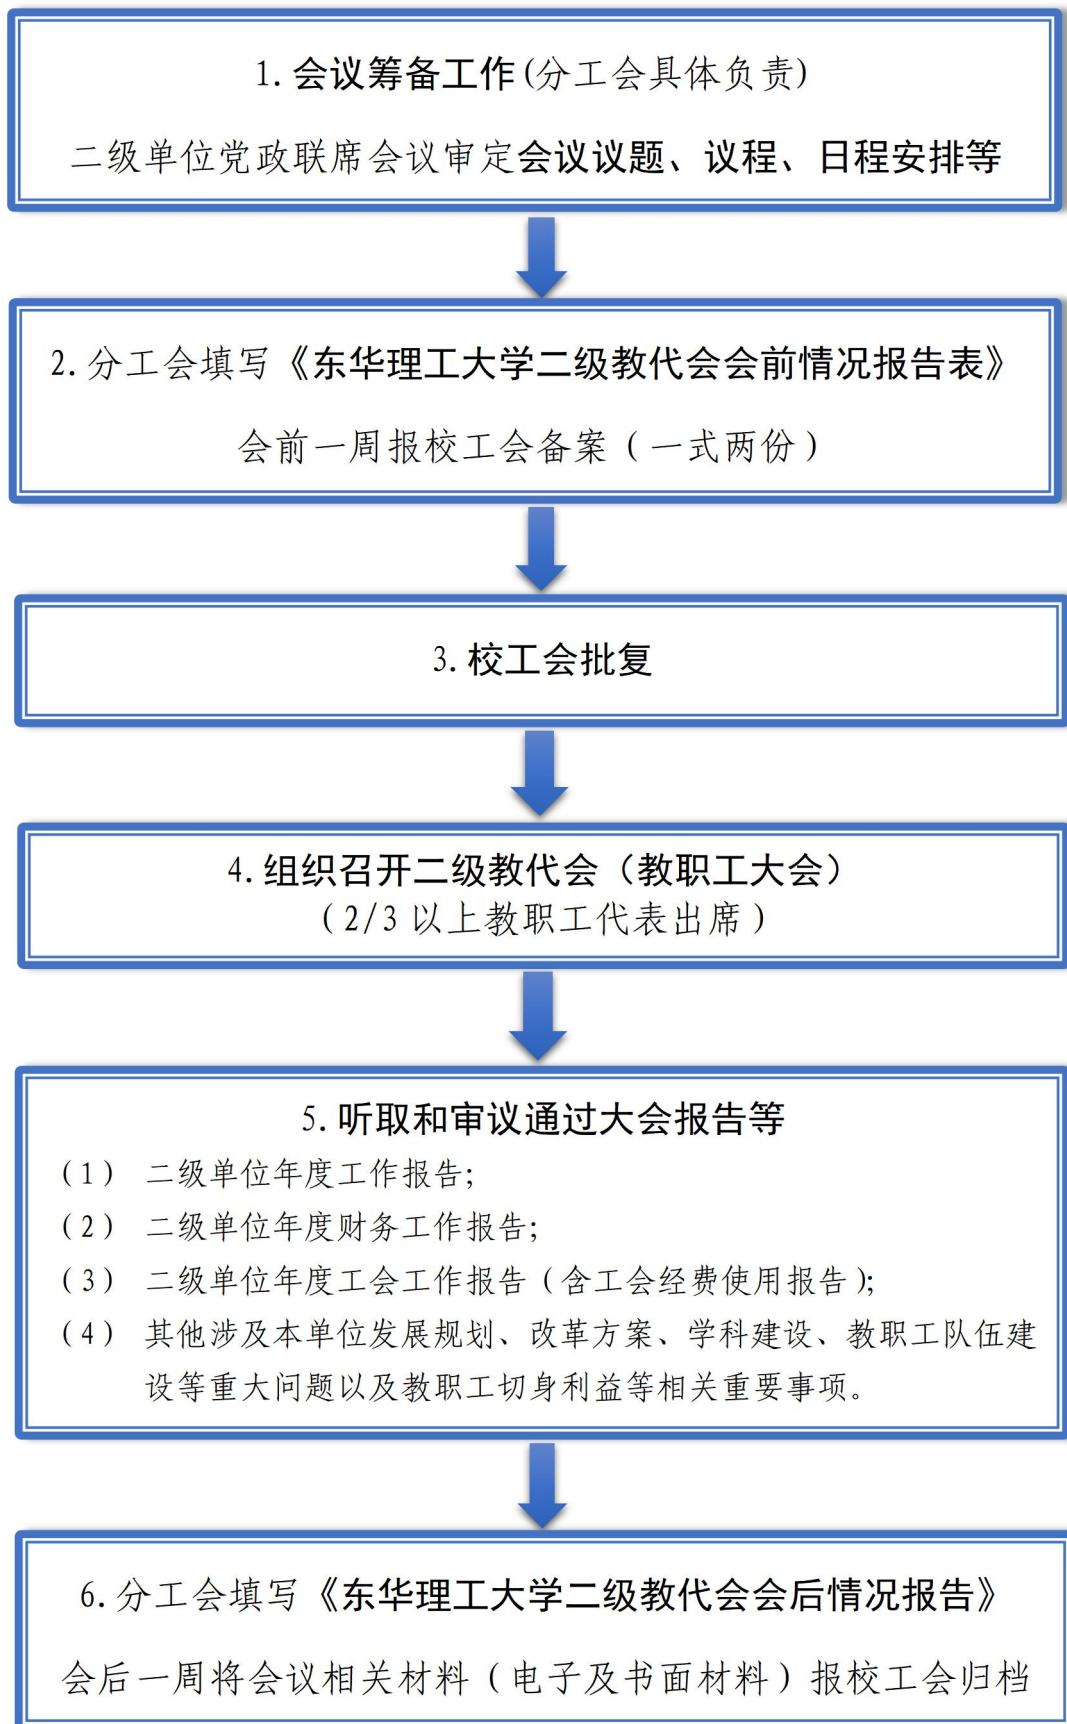 1.会议筹备工作(分工会具体负责)
二级单位党政联席会议审定会议议题、议程、日程安排等
2.分工会填写《东华理工大学二级教代会会前情况报告表》
会前一周报校工会备案（一式两份）
3.校工会批复
4.组织召开二级教代会（教职工大会）
（2/3以上教职工代表出席）
5.听取和审议通过大会报告等
（1） 二级单位年度工作报告;
（2） 二级单位年度财务工作报告;
（3） 二级单位年度工会工作报告（含工会经费使用报告）;
（4） 其他涉及本单位发展规划、改革方案、学科建设、教职工队伍建
设等重大问题以及教职工切身利益等相关重要事项。
6.分工会填写《东华理工大学二级教代会会后情况报告》
会后一周将会议相关材料（电子及书面材料）报校工会归档